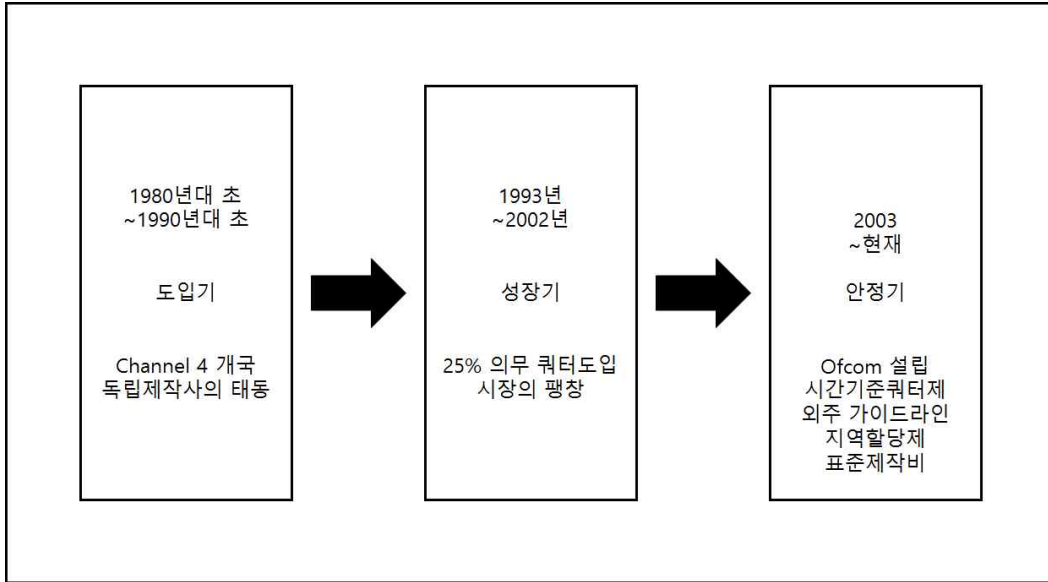 1980년대 초
~1990년대 초
도입기
Channel 4 개국
독립제작사의 태동
1993년
~2002년
성장기
25% 의무 쿼터도입
시장의 팽창
2003
~현재
안정기
Ofcom 설립
시간기준쿼터제
외주 가이드라인
지역할당제
표준제작비